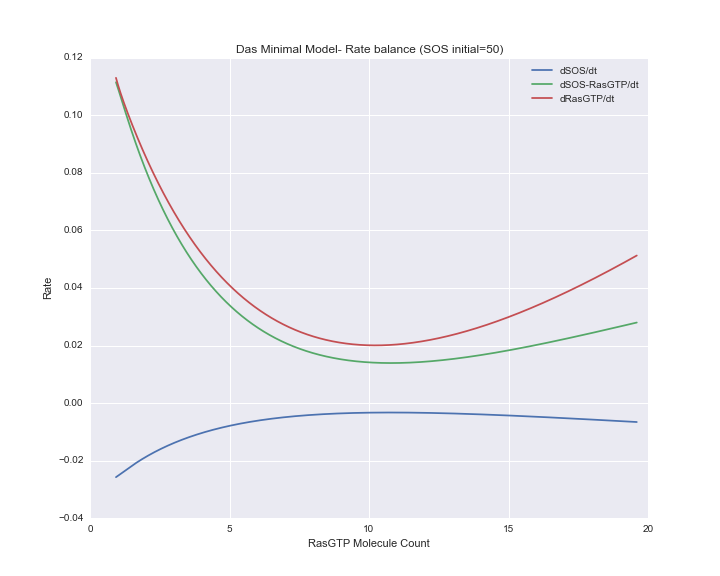 Das Minimal Model- Rate balance (SOS initial=50)
0.12
0.10
0.08
0.06
0.04
0.02
0.00
−0.02
−0.04
Rate
dSOS/dt
dSOS-RasGTP/dt
dRasGTP/dt
0 5 10 15 20
RasGTP Molecule Count